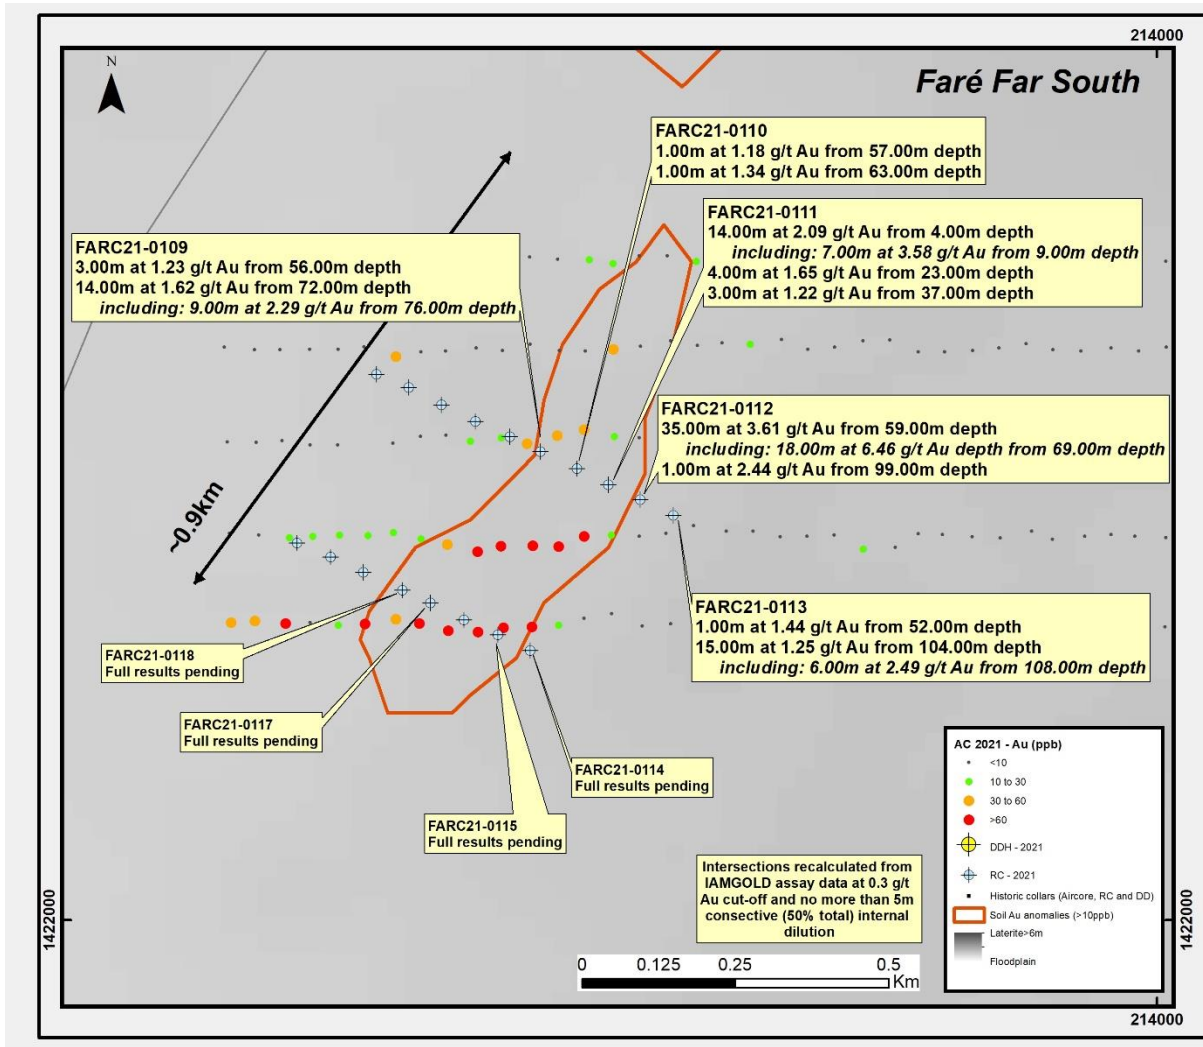 214000
Faré Far South
N
FARC21-0110
1.00m at 1.18 g/t Au from 57.00m depth
1.00m at 1.34 g/t Au from 63.00m depth
FARC21-0111
14.00m at 2.09 g/t Au from 4.00m depth
including: 7.00m at 3.58 g/t Au from 9.00m depth
4.00m at 1.65 g/t Au from 23.00m depth
3.00m at 1.22 g/t Au from 37.00m depth
FARC21-0109
3.00m at 1.23 g/t Au from 56.00m depth
14.00m at 1.62 g/t Au from 72.00m depth
including: 9.00m at 2.29 g/t Au from 76.00m depth
FARC21-0112
35.00m at 3.61 g/t Au from 59.00m depth
including: 18.00m at 6.46 g/t Au depth from 69.00m depth
1.00m at 2.44 g/t Au from 99.00m depth
~0.9km
FARC21-0113
1.00m at 1.44 g/t Au from 52.00m depth
15.00m at 1.25 g/t Au from 104.00m depth
including: 6.00m at 2.49 g/t Au from 108.00m depth
FARC21-0118
Full results pending
FARC21-0117
Full results pending
FARC21-0114
Full results pending
FARC21-0115
Full results pending
AC 2021 - Au (ppb)
<10
10 to 30
30 to 60
>60
DDH - 2021
RC - 2021
Historic collars (Aircore, RC and DD)
Soil Au anomalies (>10ppb)
Laterite>6m
Floodplain
Intersections recalculated from
IAMGOLD assay data at 0.3 g/t
Au cut-off and no more than 5m
consective (50% total) internal
dilution
0 0.125 0.25 0.5
Km
1422000
1422000
214000